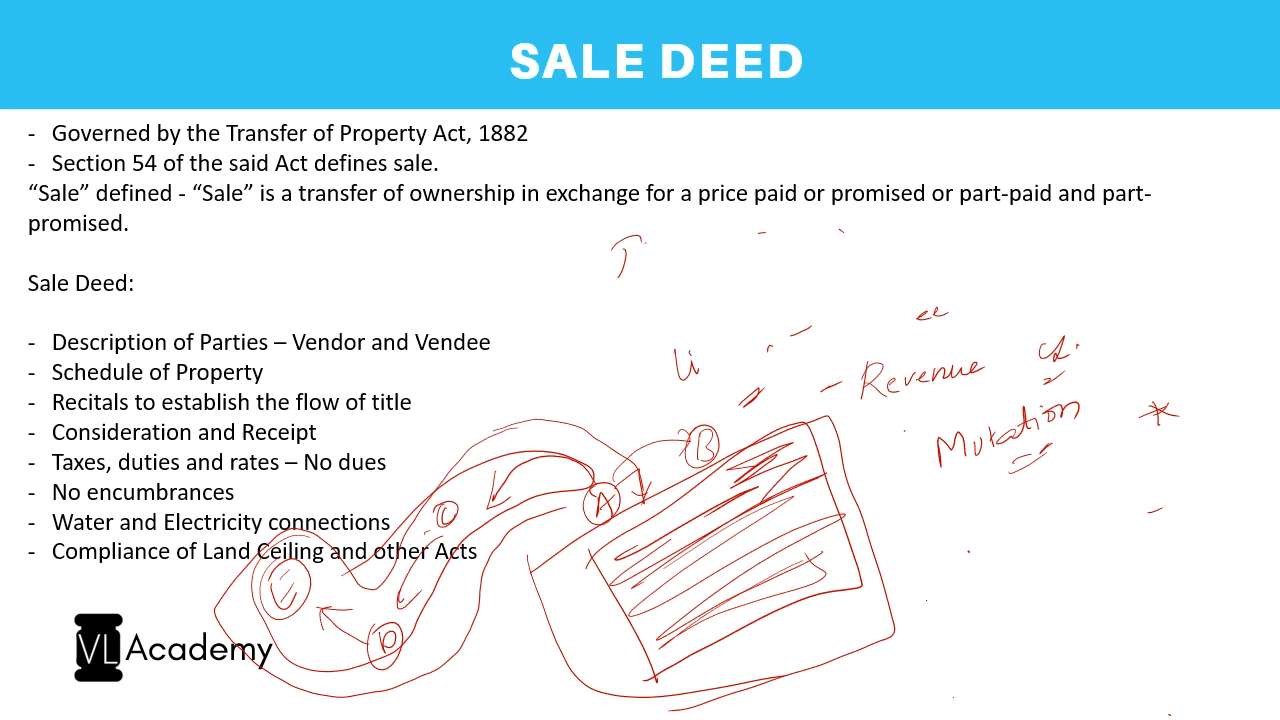 SALE DEED
- Governed by the Transfer of Property Act, 1882
- Section 54 of the said Act defines sale.
“Sale” defined - “Sale” is a transfer of ownership in exchange for a price paid or promised or part-paid and part-
promised.
Sale Deed:
- Description of Parties – Vendor and Vendee
- Schedule of Property
- Recitals to establish the flow of title
- Consideration and Receipt
- Taxes, duties and rates – No dues
- No encumbrances
- Water and Electricity connections
- Compliance of Land Ceiling and other Acts
- Revenue
Mutation
B
A
C
D
E
VL Academy